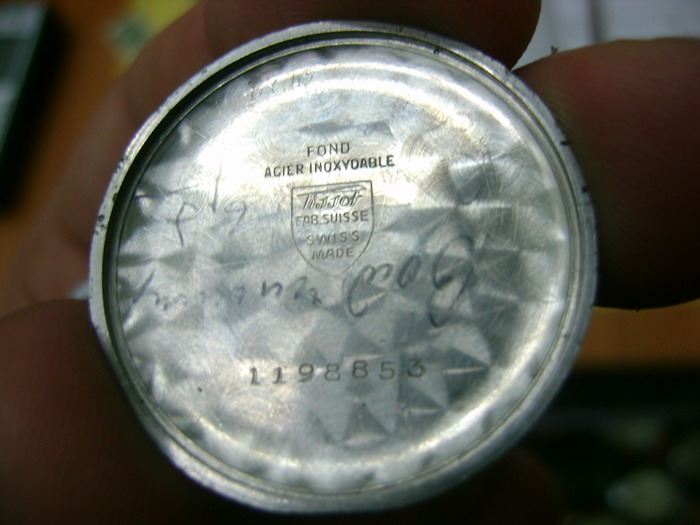 FOND
ACIER INOXYDABLE
Tissot
FAB. SUISSE
SWISS
MADE
1198853